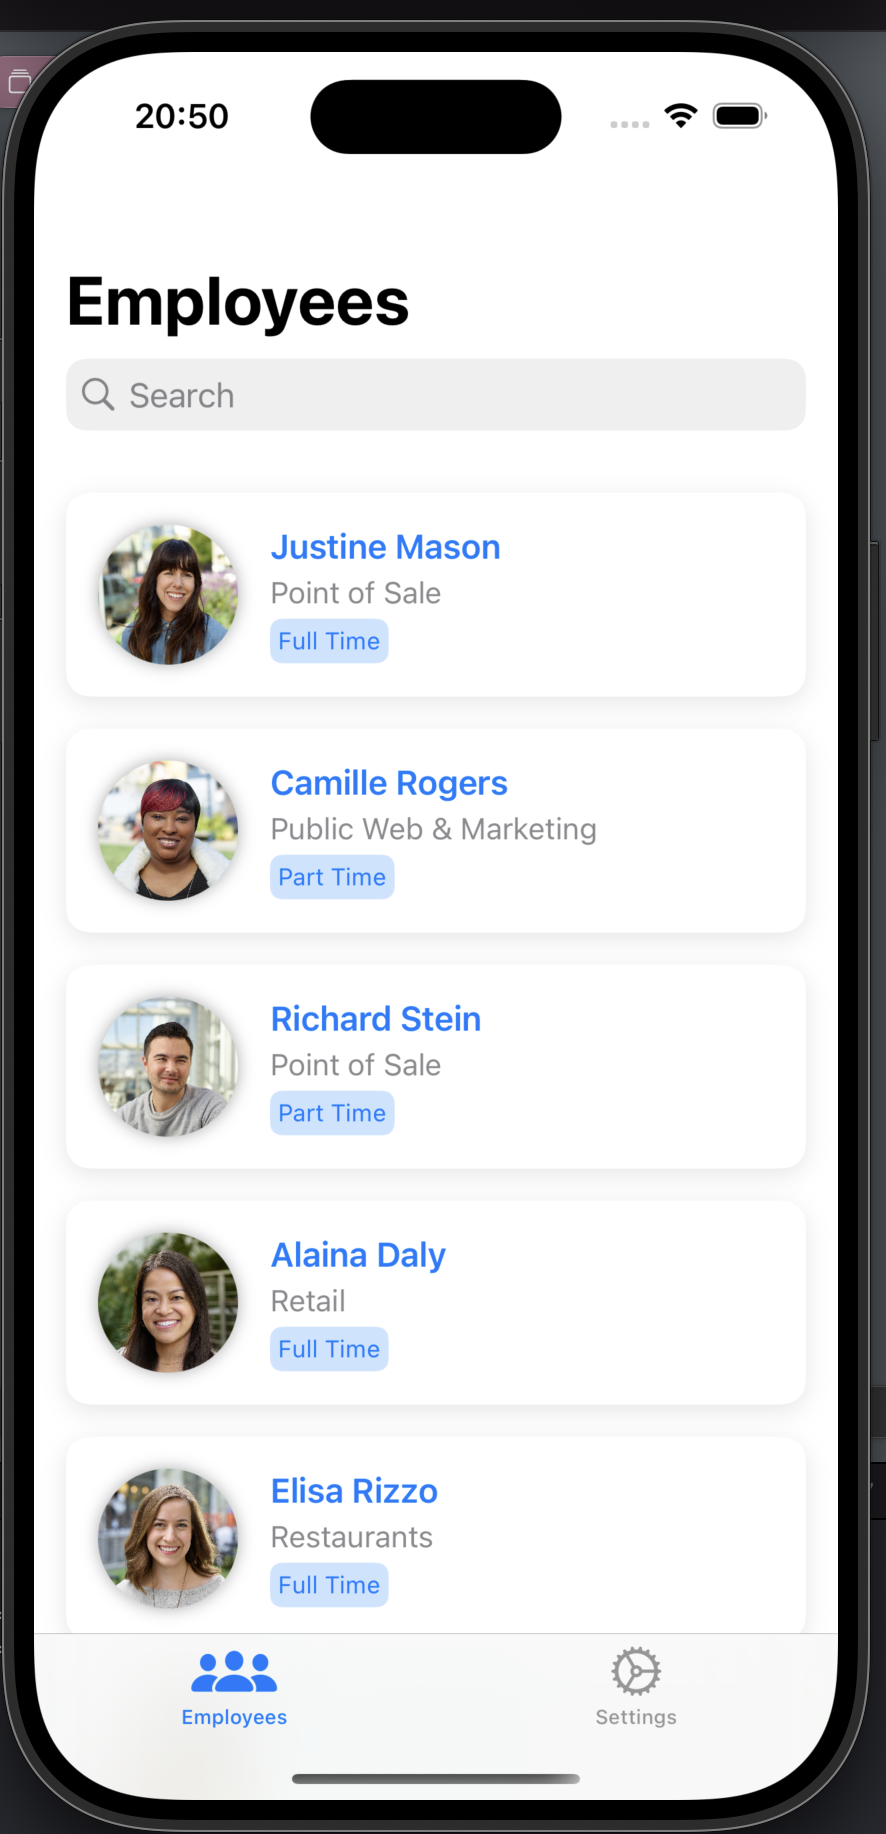 20:50
Employees
Search
Justine Mason
Point of Sale
Full Time
Camille Rogers
Public Web & Marketing
Part Time
Richard Stein
Point of Sale
Part Time
Alaina Daly
Retail
Full Time
Elisa Rizzo
Restaurants
Full Time
Employees
Settings